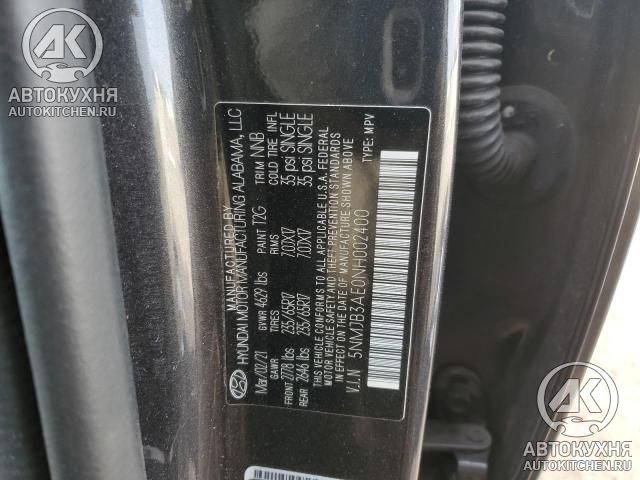 MANUFACTURED BY
HYUNDAI MOTOR MANUFACTURING ALABAMA, LLC
Mar/02/21 GVWR 4629 lbs PAINT T2G TRIM NNB
GAWR TIRES RIMS COLD TIRE INFL
FRONT 2778 lbs 235/65R17 7.0JX17 35 psi SINGLE
REAR 2646 lbs 235/65R17 7.0JX17 35 psi SINGLE
THIS VEHICLE CONFORMS TO ALL APPLICABLE U.S.A. FEDERAL
MOTOR VEHICLE SAFETY STANDARDS
IN EFFECT ON THE DATE OF MANUFACTURE SHOWN ABOVE.
V.I.N 5NMJB3AE0NH002400 TYPE: MPV
АК
АВТОКУХНЯ
AUTOKITCHEN.RU
АК
АВТОКУХНЯ
AUTOKITCHEN.RU